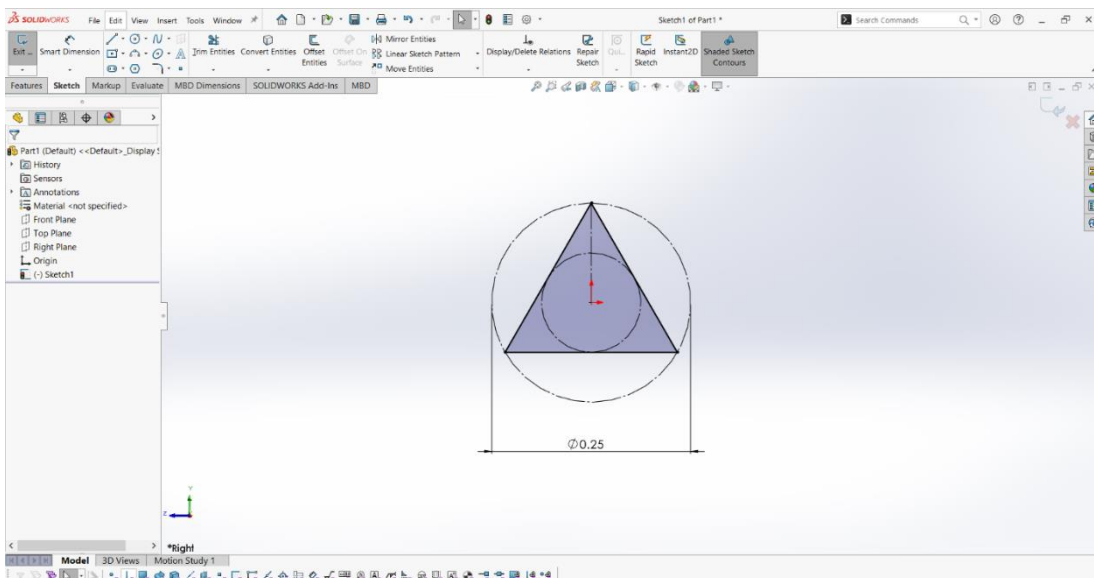 SOLIDWORKS File Edit View Insert Tools Window Sketch1 of Part1 * Search Commands
Exit ... Smart Dimension Trim Entities Convert Entities Offset Entities Offset On Surface Mirror Entities Linear Sketch Pattern Move Entities Display/Delete Relations Repair Sketch Qui... Rapid Sketch Instant2D Shaded Sketch Contours
Features Sketch Markup Evaluate MBD Dimensions SOLIDWORKS Add-Ins MBD
Part1 (Default) <<Default>_Display S
History
Sensors
Annotations
Material <not specified>
Front Plane
Top Plane
Right Plane
Origin
(-) Sketch1
∅0.25
Y
Z
*Right
Model 3D Views Motion Study 1